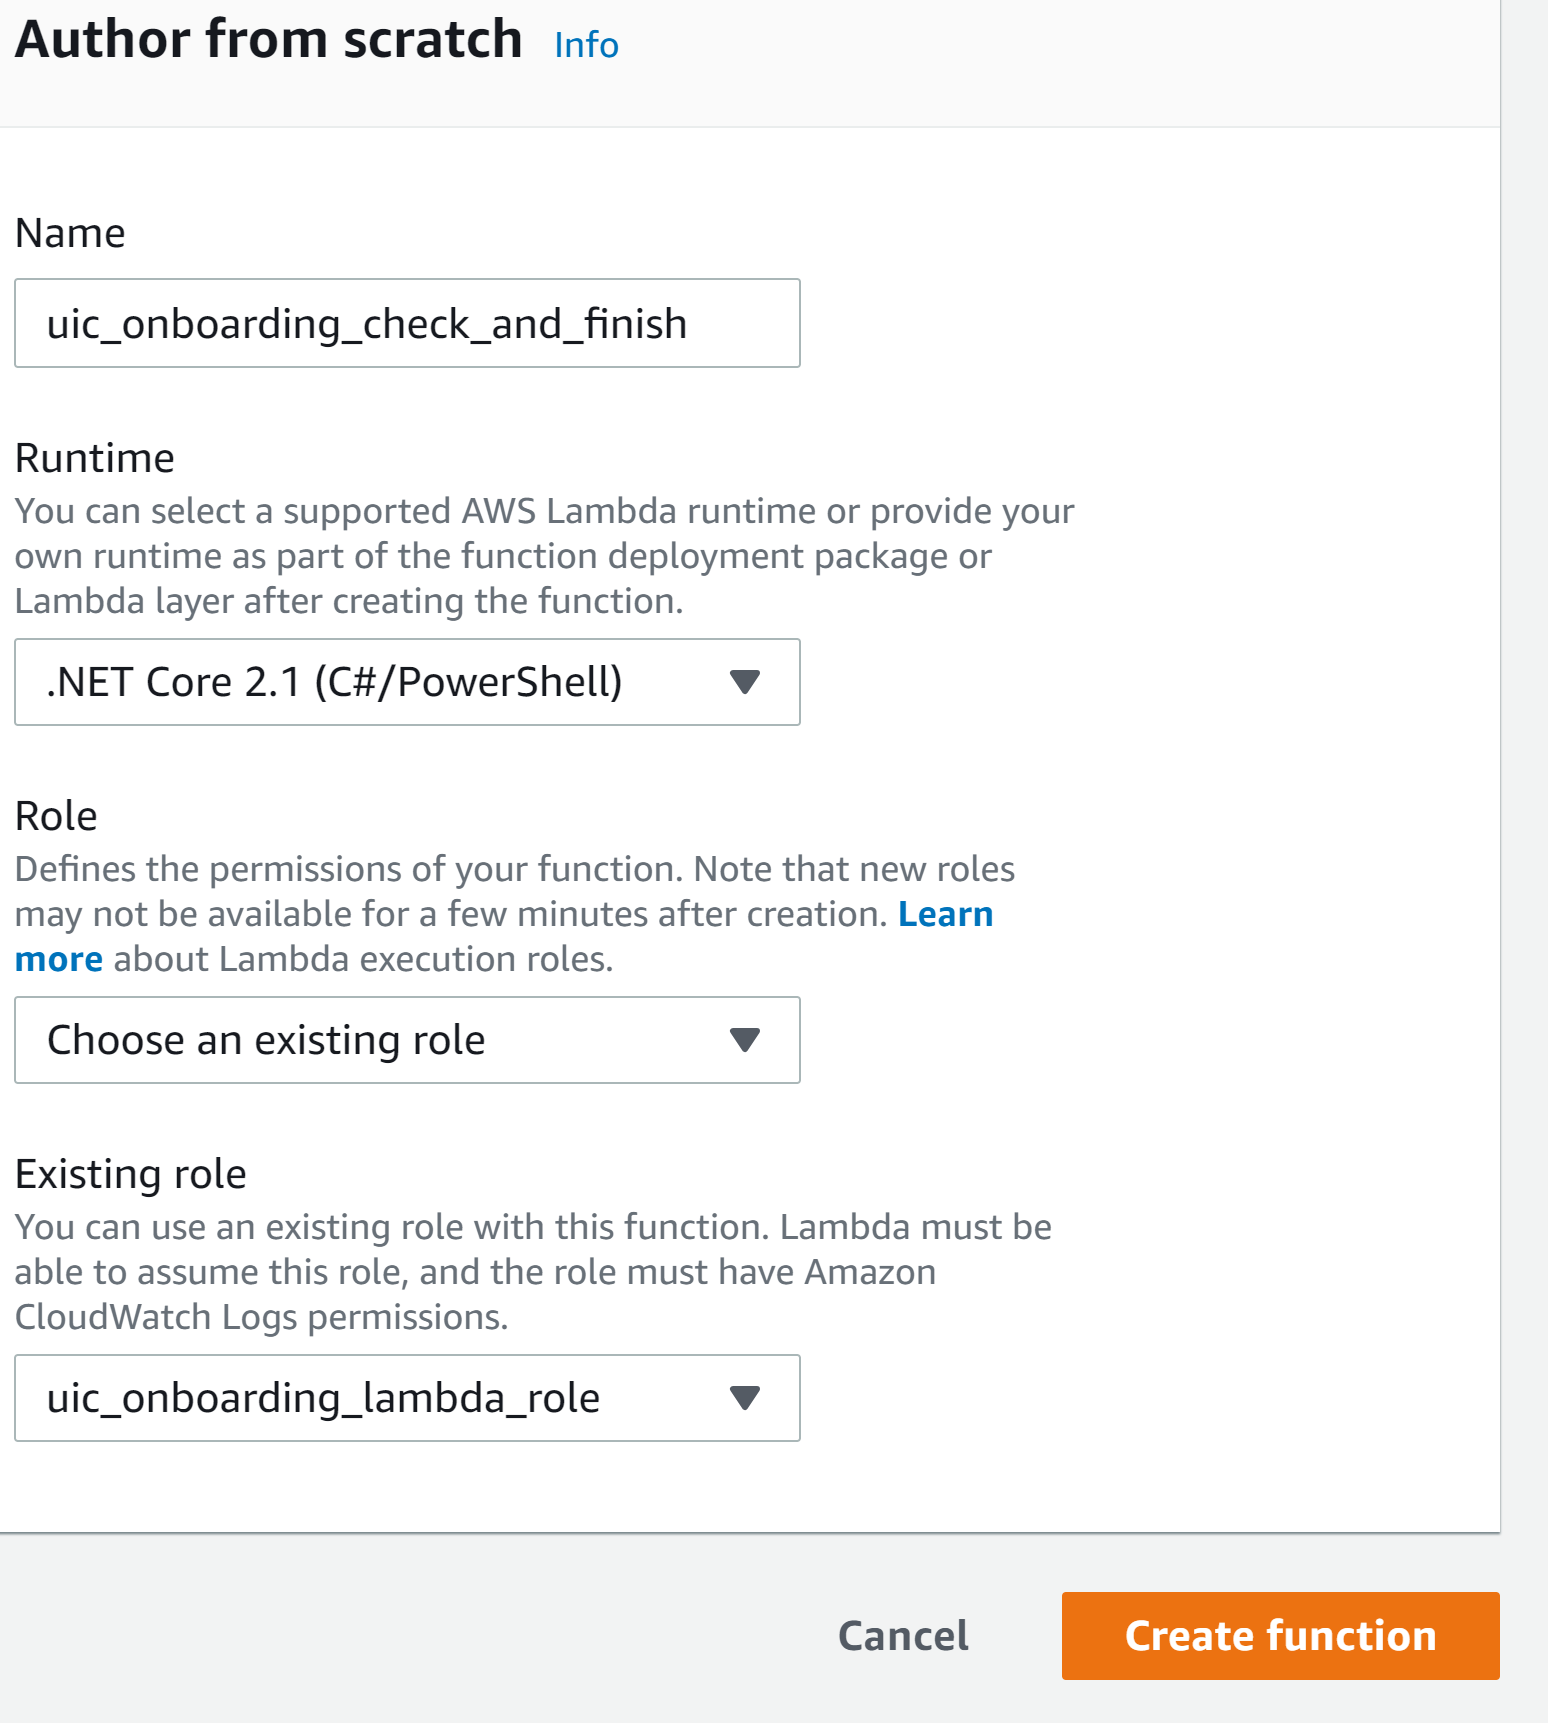 Author from scratch Info
Name
uic_onboarding_check_and_finish
Runtime
You can select a supported AWS Lambda runtime or provide your
own runtime as part of the function deployment package or
Lambda layer after creating the function.
.NET Core 2.1 (C#/PowerShell)
Role
Defines the permissions of your function. Note that new roles
may not be available for a few minutes after creation. Learn
more about Lambda execution roles.
Choose an existing role
Existing role
You can use an existing role with this function. Lambda must be
able to assume this role, and the role must have Amazon
CloudWatch Logs permissions.
uic_onboarding_lambda_role
Cancel Create function